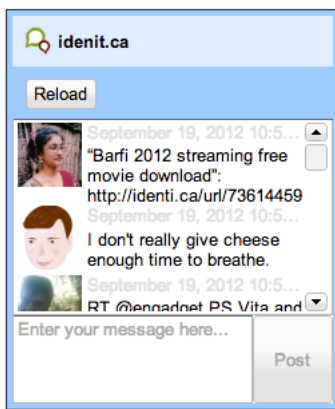 idenit.ca
Reload
September 19, 2012 10:5...
"Barfi 2012 streaming free
movie download":
http://identi.ca/url/73614459
September 19, 2012 10:5...
I don't really give cheese
enough time to breathe.
September 19, 2012 10:5...
RT @engadget PS Vita and
Enter your message here...
Post